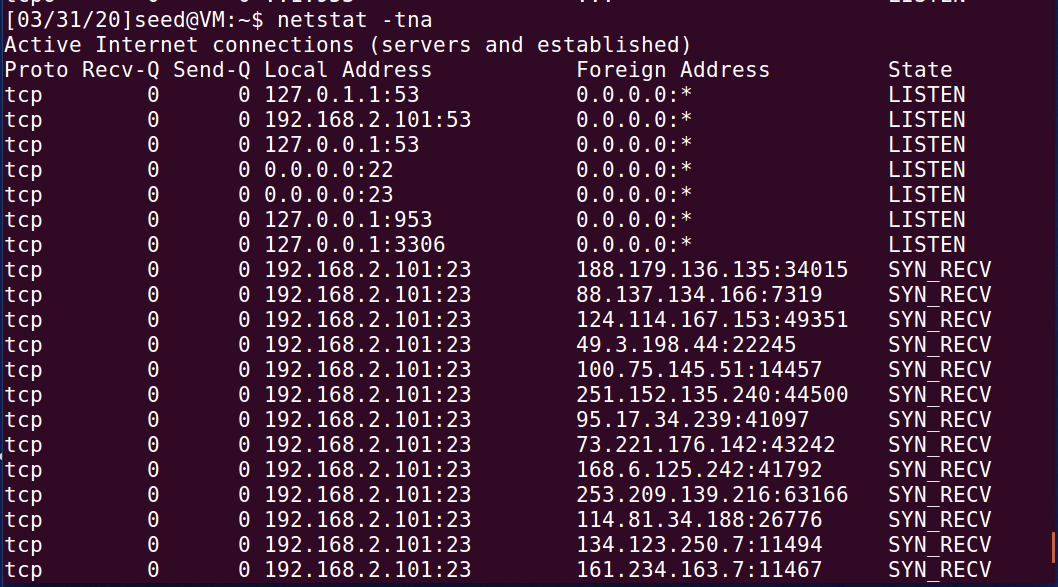 [03/31/20]seed@VM:~$ netstat -tna
Active Internet connections (servers and established)
Proto Recv-Q Send-Q Local Address           Foreign Address         State
tcp        0      0 127.0.1.1:53            0.0.0.0:*               LISTEN
tcp        0      0 192.168.2.101:53        0.0.0.0:*               LISTEN
tcp        0      0 127.0.0.1:53            0.0.0.0:*               LISTEN
tcp        0      0 0.0.0.0:22              0.0.0.0:*               LISTEN
tcp        0      0 0.0.0.0:23              0.0.0.0:*               LISTEN
tcp        0      0 127.0.0.1:953           0.0.0.0:*               LISTEN
tcp        0      0 127.0.0.1:3306          0.0.0.0:*               LISTEN
tcp        0      0 192.168.2.101:23        188.179.136.135:34015   SYN_RECV
tcp        0      0 192.168.2.101:23        88.137.134.166:7319     SYN_RECV
tcp        0      0 192.168.2.101:23        124.114.167.153:49351   SYN_RECV
tcp        0      0 192.168.2.101:23        49.3.198.44:22245       SYN_RECV
tcp        0      0 192.168.2.101:23        100.75.145.51:14457     SYN_RECV
tcp        0      0 192.168.2.101:23        251.152.135.240:44500   SYN_RECV
tcp        0      0 192.168.2.101:23        95.17.34.239:41097      SYN_RECV
tcp        0      0 192.168.2.101:23        73.221.176.142:43242    SYN_RECV
tcp        0      0 192.168.2.101:23        168.6.125.242:41792     SYN_RECV
tcp        0      0 192.168.2.101:23        253.209.139.216:63166   SYN_RECV
tcp        0      0 192.168.2.101:23        114.81.34.188:26776     SYN_RECV
tcp        0      0 192.168.2.101:23        134.123.250.7:11494     SYN_RECV
tcp        0      0 192.168.2.101:23        161.234.163.7:11467     SYN_RECV